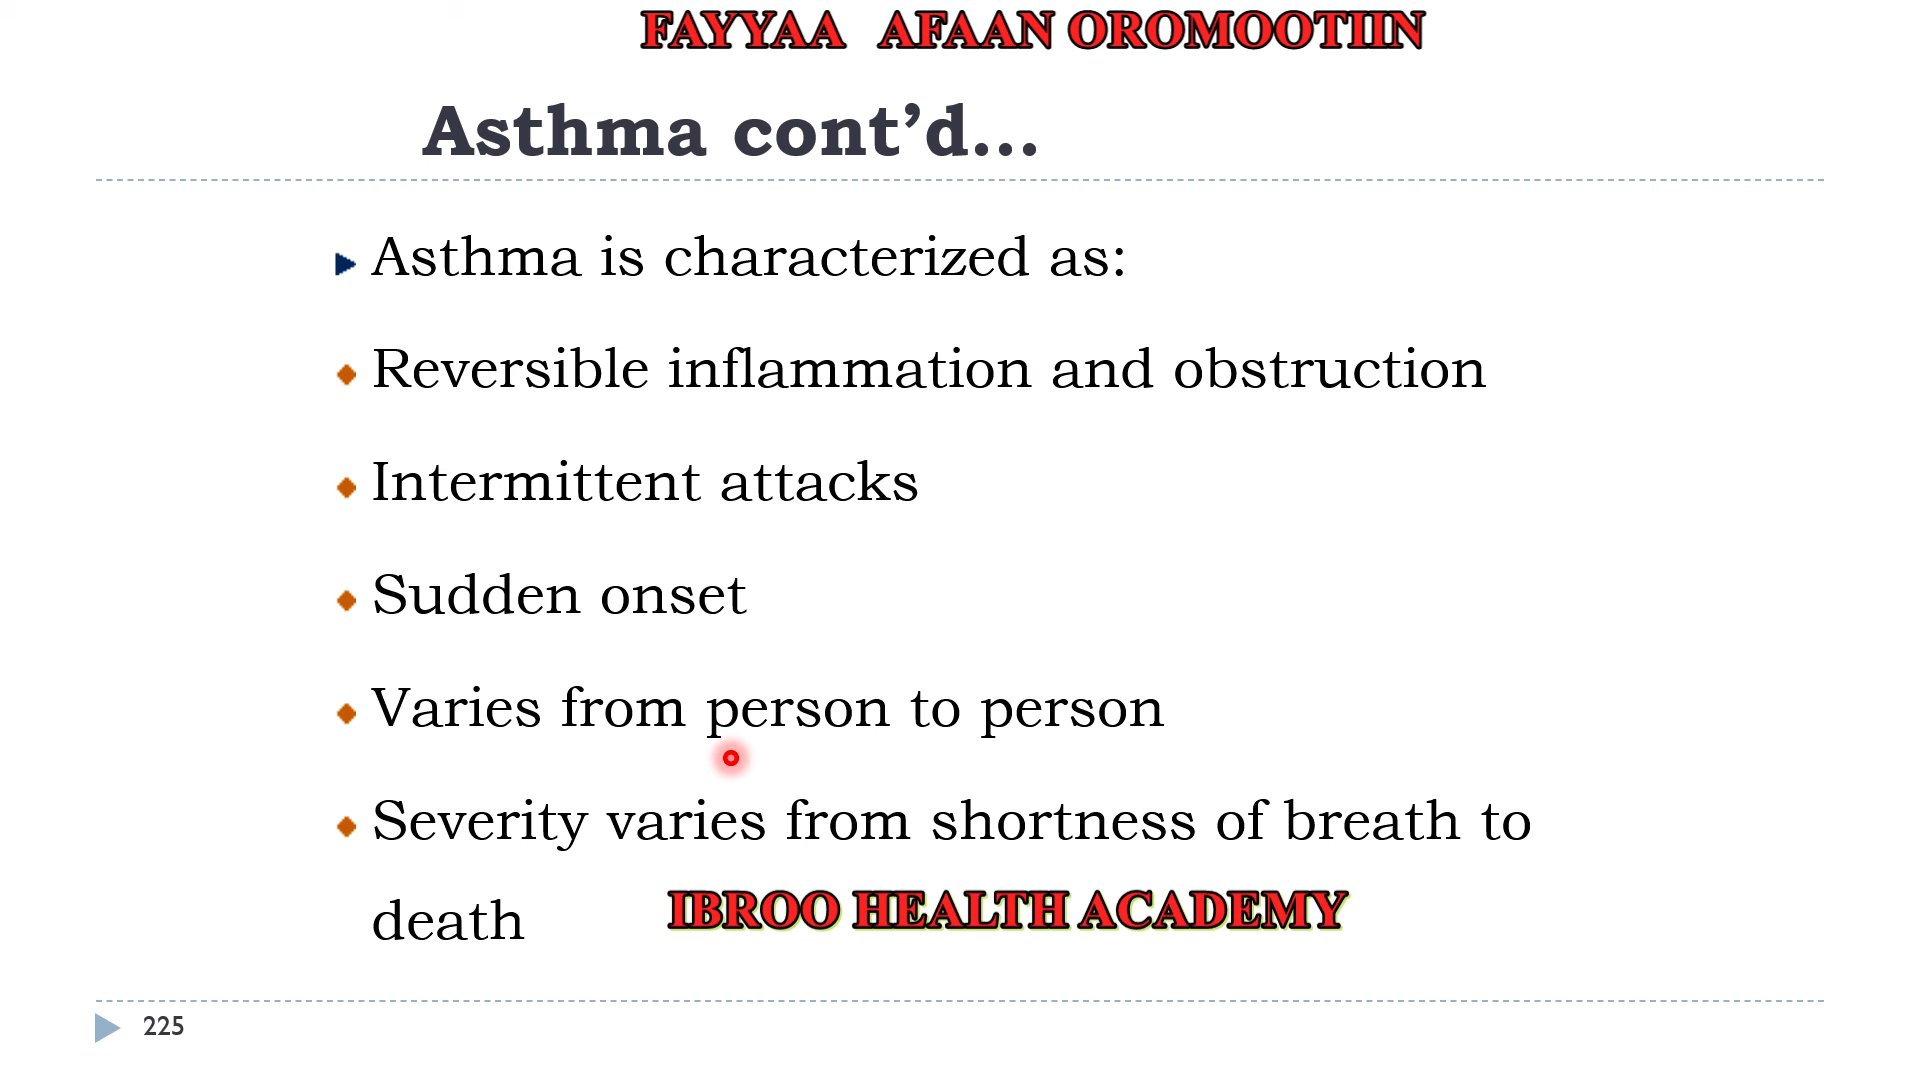 FAYYAA AFAAN OROMOOTIIN
Asthma cont’d…
Asthma is characterized as:
Reversible inflammation and obstruction
Intermittent attacks
Sudden onset
Varies from person to person
Severity varies from shortness of breath to
death
IBROO HEALTH ACADEMY
225